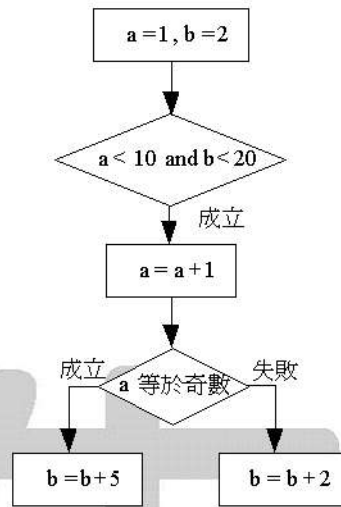 a =1 , b =2
a < 10 and b < 20
成立
a = a +1
成立
a 等於奇數
失敗
b =b+5
b = b +2